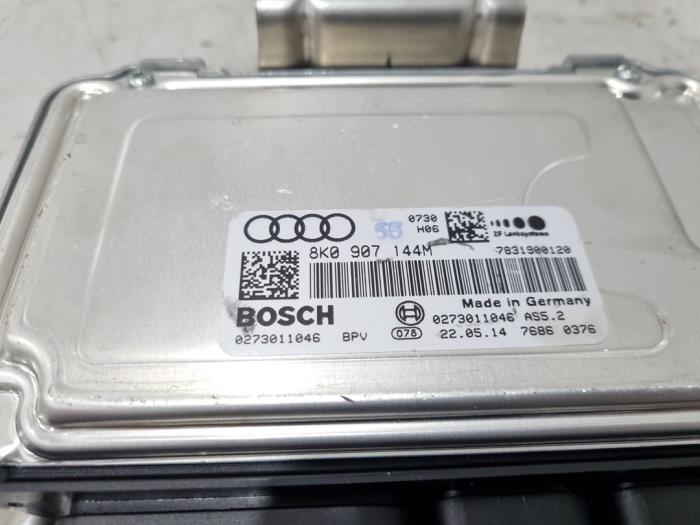 55 0730
H06 ZF Lenksysteme
8K0 907 144M 7831900120
Made in Germany
BOSCH 0273011046 AS5.2
0273011046 BPV 078 22.05.14 7686 0376